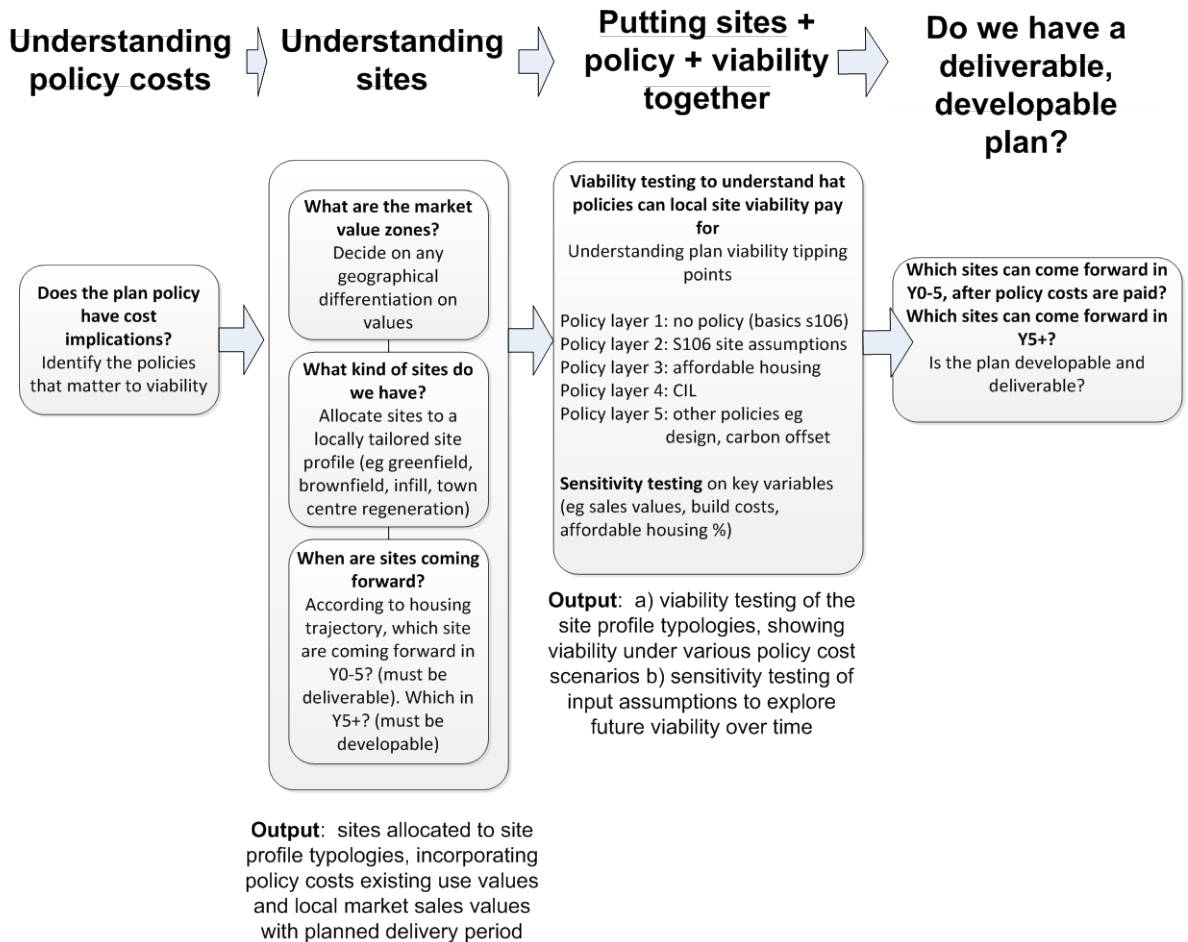 Understanding
policy costs
Understanding
sites
Putting sites +
policy + viability
together
Do we have a
deliverable,
developable
plan?
Does the plan policy
have cost
implications?
Identify the policies
that matter to viability
What are the market
value zones?
Decide on any
geographical
differentiation on
values
What kind of sites do
we have?
Allocate sites to a
locally tailored site
profile (eg greenfield,
brownfield, infill, town
centre regeneration)
When are sites coming
forward?
According to housing
trajectory, which site
are coming forward in
Y0-5? (must be
deliverable). Which in
Y5+? (must be
developable)
Output:  sites allocated to site
profile typologies, incorporating
policy costs existing use values
and local market sales values
with planned delivery period
Viability testing to understand hat
policies can local site viability pay
for
Understanding plan viability tipping
points
Policy layer 1: no policy (basics s106)
Policy layer 2: S106 site assumptions
Policy layer 3: affordable housing
Policy layer 4: CIL
Policy layer 5: other policies eg
design, carbon offset
Sensitivity testing on key variables
(eg sales values, build costs,
affordable housing %)
Output:  a) viability testing of the
site profile typologies, showing
viability under various policy cost
scenarios b) sensitivity testing of
input assumptions to explore
future viability over time
Which sites can come forward in
Y0-5, after policy costs are paid?
Which sites can come forward in
Y5+?
Is the plan developable and
deliverable?